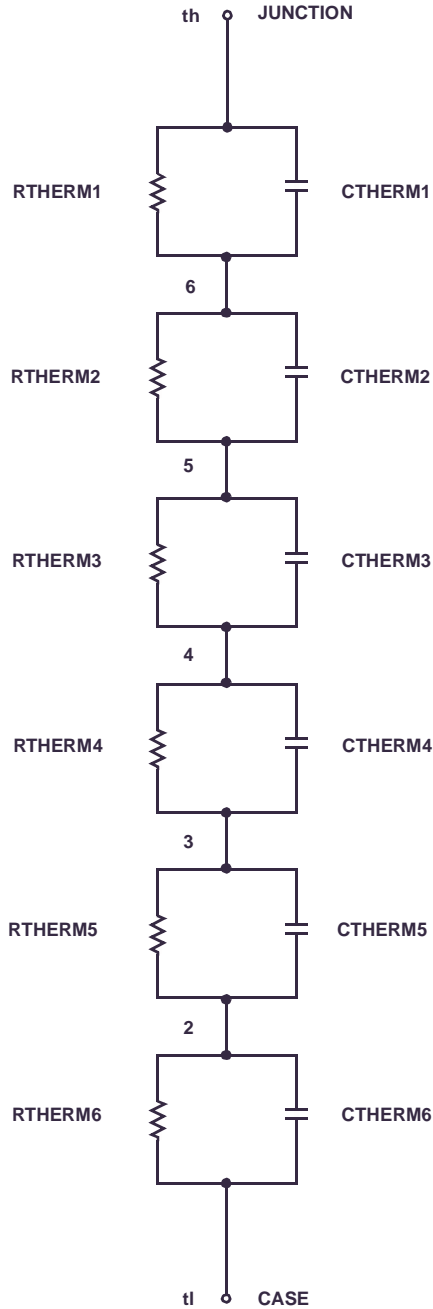 th JUNCTION
RTHERM1 CTHERM1
6
RTHERM2 CTHERM2
5
RTHERM3 CTHERM3
4
RTHERM4 CTHERM4
3
RTHERM5 CTHERM5
2
RTHERM6 CTHERM6
tl CASE